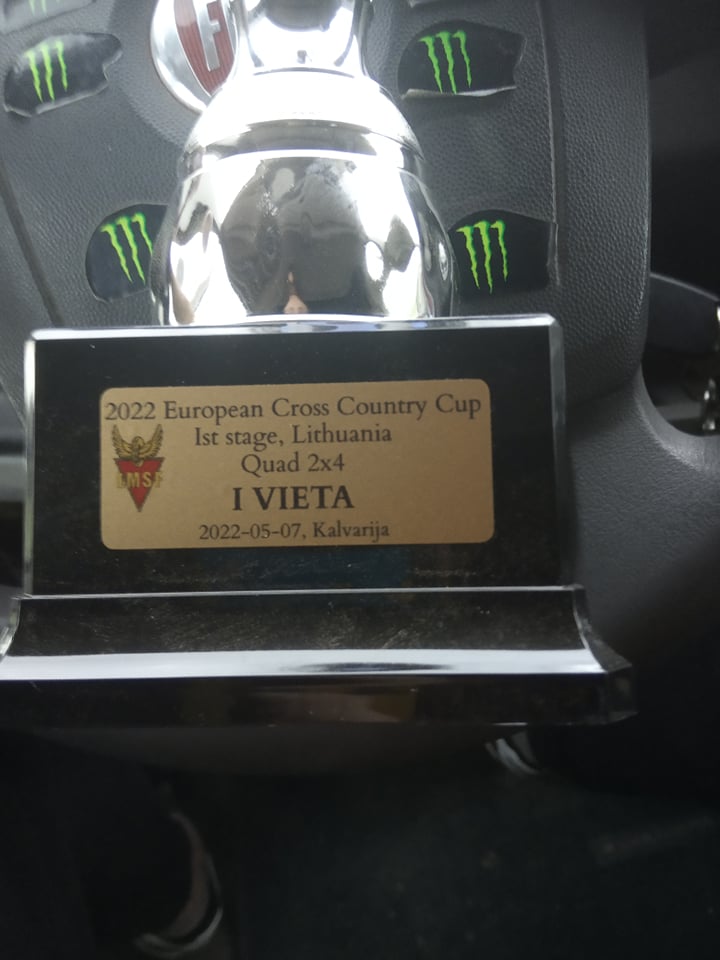 F
2022 European Cross Country Cup
Ist stage, Lithuania
LMSF
Quad 2x4
I VIETA
2022-05-07, Kalvarija